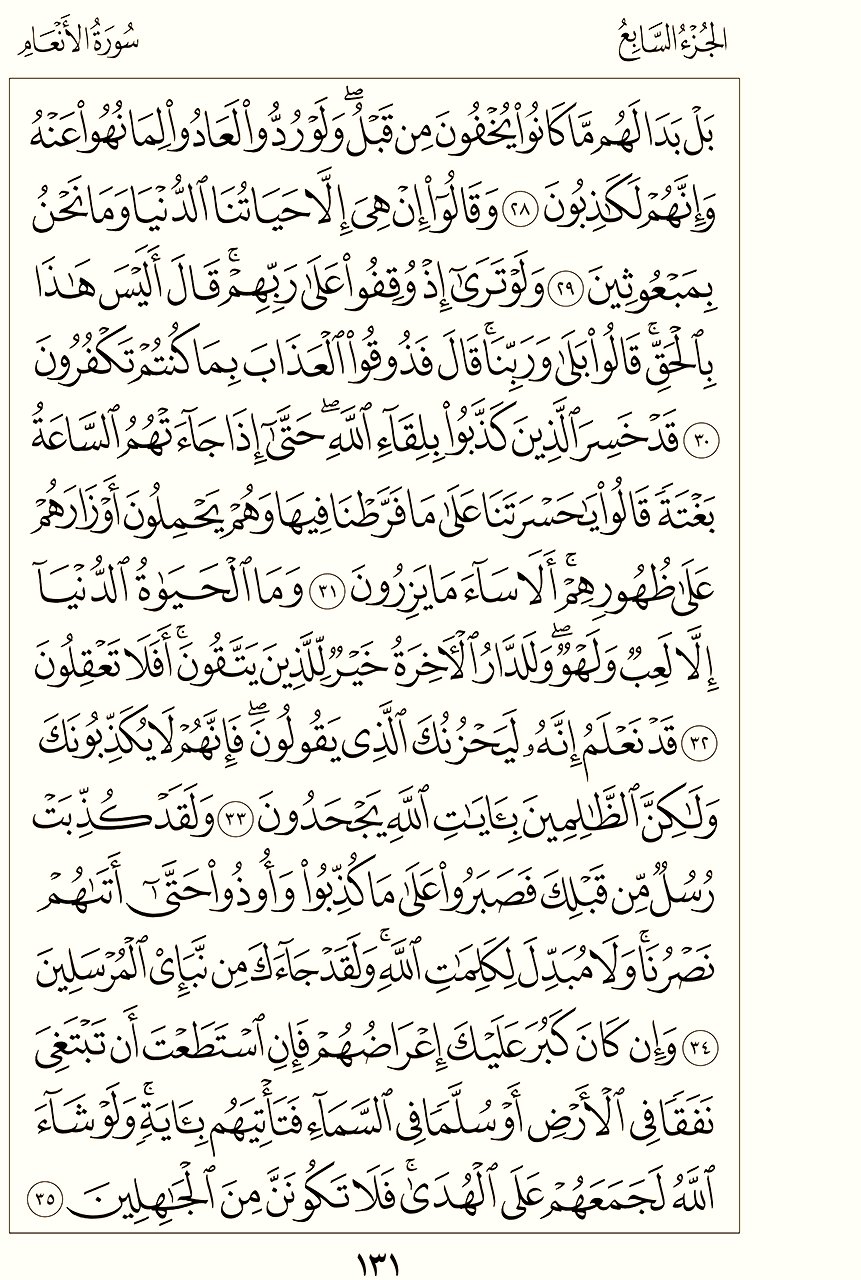 الجُزْءُ السَّابِعُ
سُورَةُ الأَنْعَامِ
بَلْ بَدَا لَهُم مَّا كَانُوا۟ يُخْفُونَ مِن قَبْلُ ۖ وَلَوْ رُدُّوا۟ لَعَادُوا۟ لِمَا نُهُوا۟ عَنْهُ
وَإِنَّهُمْ لَكَـٰذِبُونَ ٢٨ وَقَالُوٓا۟ إِنْ هِىَ إِلَّا حَيَاتُنَا ٱلدُّنْيَا وَمَا نَحْنُ
بِمَبْعُوثِينَ ٢٩ وَلَوْ تَرَىٰٓ إِذْ وُقِفُوا۟ عَلَىٰ رَبِّهِمْ ۚ قَالَ أَلَيْسَ هَـٰذَا
بِٱلْحَقِّ ۚ قَالُوا۟ بَلَىٰ وَرَبِّنَا ۚ قَالَ فَذُوقُوا۟ ٱلْعَذَابَ بِمَا كُنتُمْ تَكْفُرُونَ
٣٠ قَدْ خَسِرَ ٱلَّذِينَ كَذَّبُوا۟ بِلِقَآءِ ٱللَّهِ ۖ حَتَّىٰٓ إِذَا جَآءَتْهُمُ ٱلسَّاعَةُ
بَغْتَةً قَالُوا۟ يَـٰحَسْرَتَنَا عَلَىٰ مَا فَرَّطْنَا فِيهَا وَهُمْ يَحْمِلُونَ أَوْزَارَهُمْ
عَلَىٰ ظُهُورِهِمْ ۚ أَلَا سَآءَ مَا يَزِرُونَ ٣١ وَمَا ٱلْحَيَوٰةُ ٱلدُّنْيَآ
إِلَّا لَعِبٌ وَلَهْوٌ ۖ وَلَلدَّارُ ٱلْـَٔاخِرَةُ خَيْرٌ لِّلَّذِينَ يَتَّقُونَ ۚ أَفَلَا تَعْقِلُونَ
٣٢ قَدْ نَعْلَمُ إِنَّهُۥ لَيَحْزُنُكَ ٱلَّذِى يَقُولُونَ ۖ فَإِنَّهُمْ لَا يُكَذِّبُونَكَ
وَلَـٰكِنَّ ٱلظَّـٰلِمِينَ بِـَٔايَـٰتِ ٱللَّهِ يَجْحَدُونَ ٣٣ وَلَقَدْ كُذِّبَتْ
رُسُلٌ مِّن قَبْلِكَ فَصَبَرُوا۟ عَلَىٰ مَا كُذِّبُوا۟ وَأُوذُوا۟ حَتَّىٰٓ أَتَىٰهُمْ
نَصْرُنَا ۚ وَلَا مُبَدِّلَ لِكَلِمَـٰتِ ٱللَّهِ ۚ وَلَقَدْ جَآءَكَ مِن نَّبَإِى۟ ٱلْمُرْسَلِينَ
٣٤ وَإِن كَانَ كَبُرَ عَلَيْكَ إِعْرَاضُهُمْ فَإِنِ ٱسْتَطَعْتَ أَن تَبْتَغِىَ
نَفَقًا فِى ٱلْأَرْضِ أَوْ سُلَّمًا فِى ٱلسَّمَآءِ فَتَأْتِيَهُم بِـَٔايَةٍ ۚ وَلَوْ شَآءَ
ٱللَّهُ لَجَمَعَهُمْ عَلَى ٱلْهُدَىٰ ۚ فَلَا تَكُونَنَّ مِنَ ٱلْجَـٰهِلِينَ ٣٥
١٣١